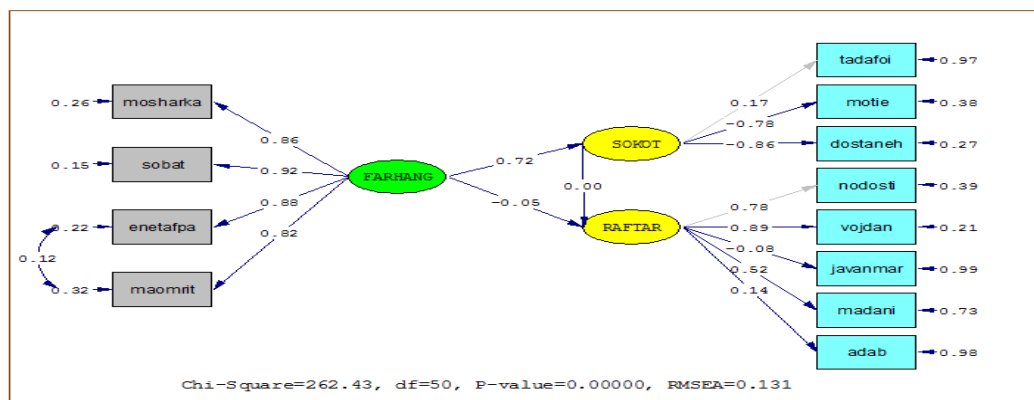 tadafoi
0.97
0.26
mosharka
motie
0.38
0.17
-0.78
0.86
SOKOT
-0.86
dostaneh
0.27
0.15
sobat
0.92
0.72
FARHANG
0.00
nodosti
0.39
0.88
-0.05
0.78
0.22
enetafpa
0.82
RAFTAR
0.89
vojdan
0.21
-0.08
0.12
0.52
javanmar
0.99
0.32
maomrit
0.14
madani
0.73
adab
0.98
Chi-Square=262.43, df=50, P-value=0.00000, RMSEA=0.131